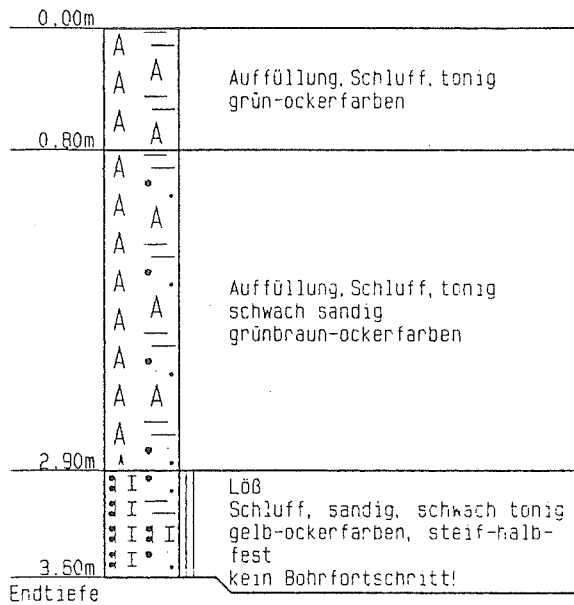 0.00m
Auffüllung, Schluff, tonig
grün-ockerfarben
0.80m
Auffüllung, Schluff, tonig
schwach sandig
grünbraun-ockerfarben
2.90m
Löß
Schluff, sandig, schwach tonig
gelb-ockerfarben, steif-halb-
fest
kein Bohrfortschritt!
3.60m
Endtiefe